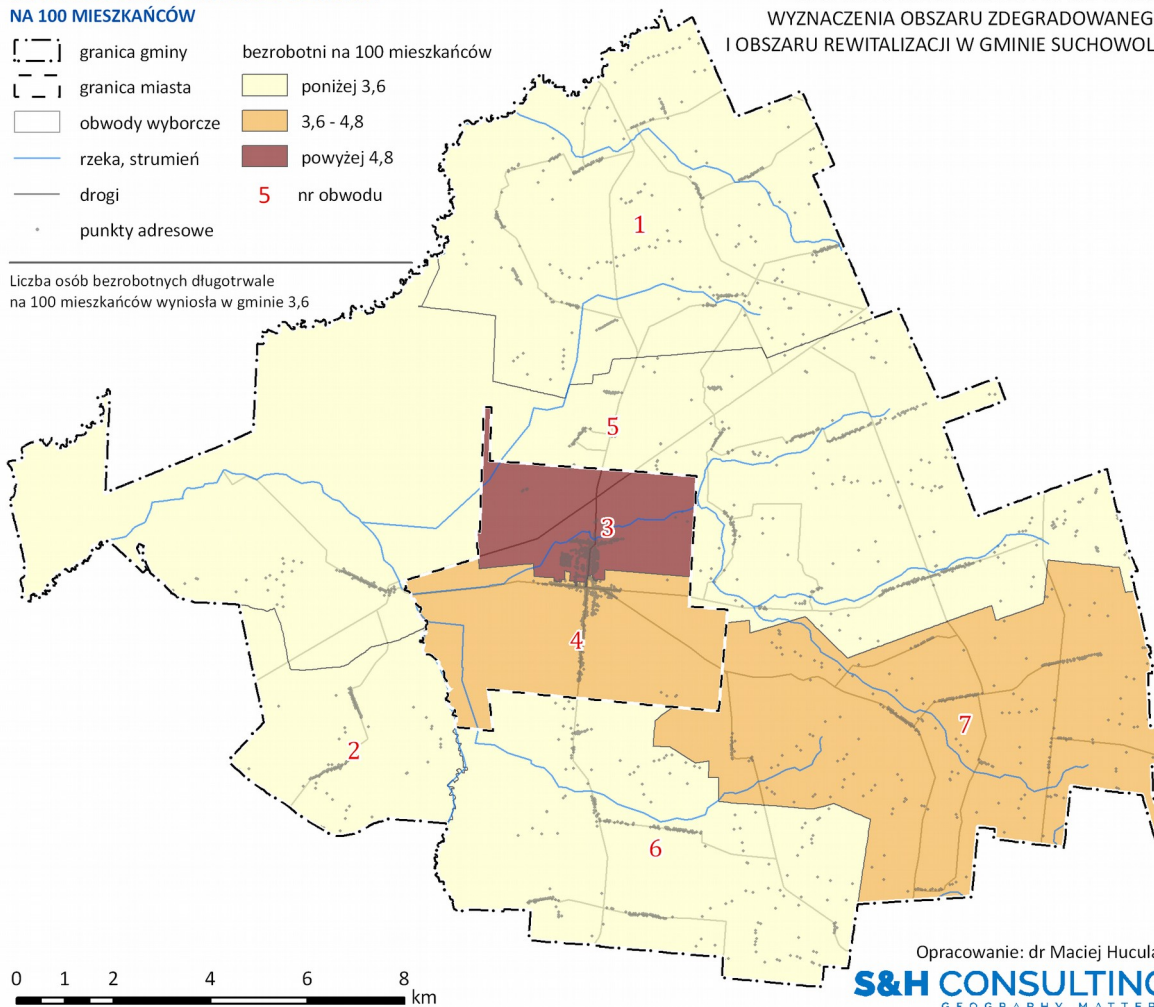 NA 100 MIESZKAŃCÓW
WYZNACZENIA OBSZARU ZDEGRADOWANEG
I OBSZARU REWITALIZACJI W GMINIE SUCHOWOL
granica gminy
granica miasta
obwody wyborcze
rzeka, strumień
drogi
punkty adresowe
bezrobotni na 100 mieszkańców
poniżej 3,6
3,6 - 4,8
powyżej 4,8
5 nr obwodu
Liczba osób bezrobotnych długotrwale
na 100 mieszkańców wyniosła w gminie 3,6
1
5
3
4
7
2
6
0 1 2 4 6 8 km
Opracowanie: dr Maciej Hucula
S&H CONSULTING
GEOGRAPHY MATTER